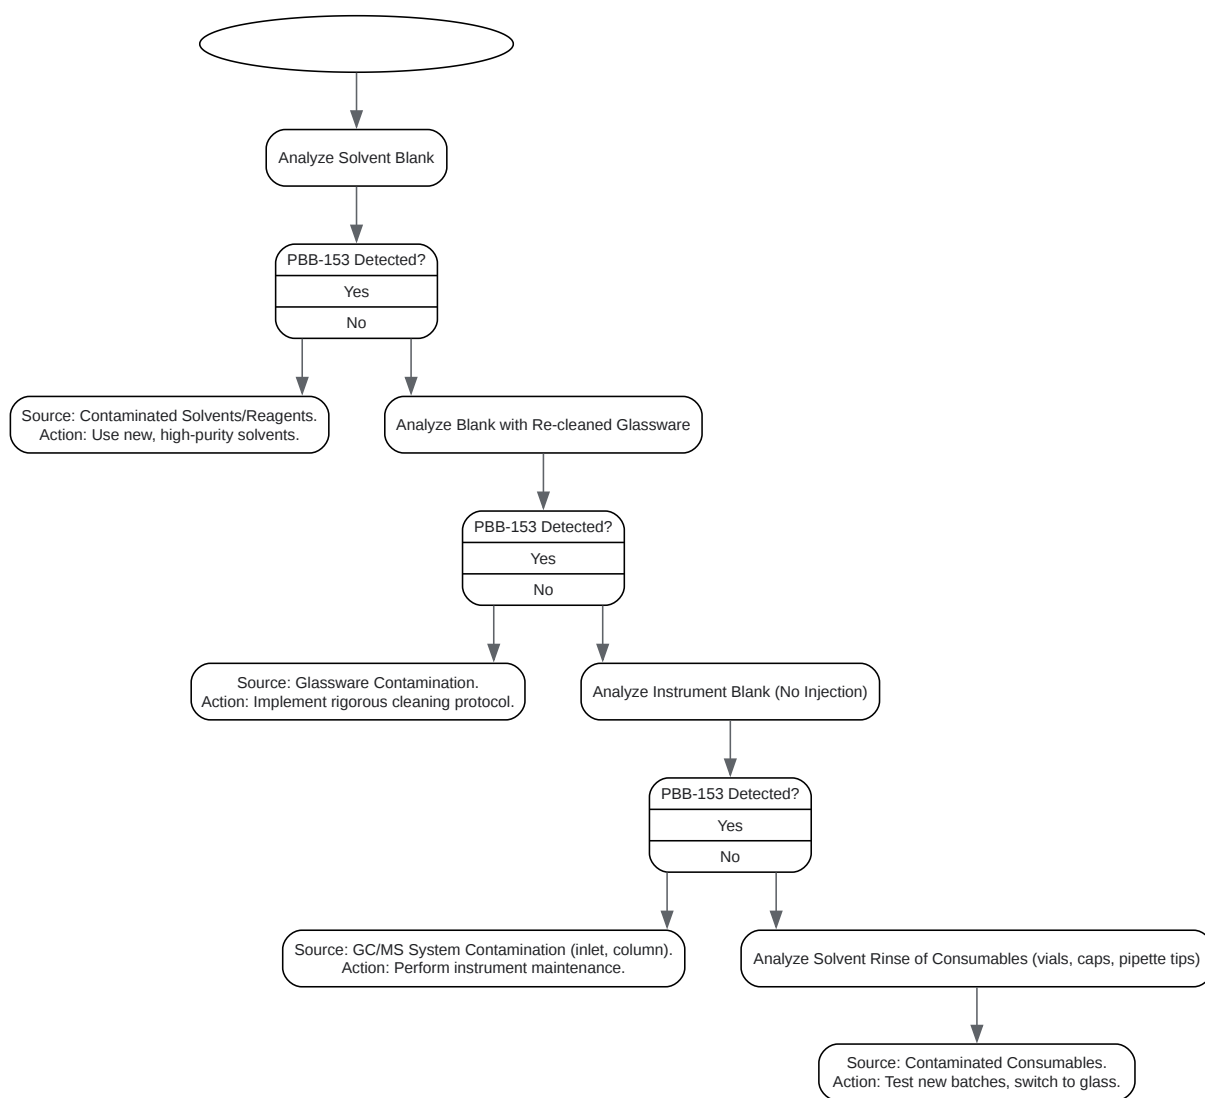 Analyze Solvent Blank
PBB-153 Detected?
Yes
No
Source: Contaminated Solvents/Reagents.
Action: Use new, high-purity solvents.
Analyze Blank with Re-cleaned Glassware
PBB-153 Detected?
Yes
No
Source: Glassware Contamination.
Action: Implement rigorous cleaning protocol.
Analyze Instrument Blank (No Injection)
PBB-153 Detected?
Yes
No
Source: GC/MS System Contamination (inlet, column).
Action: Perform instrument maintenance.
Analyze Solvent Rinse of Consumables (vials, caps, pipette tips)
Source: Contaminated Consumables.
Action: Test new batches, switch to glass.